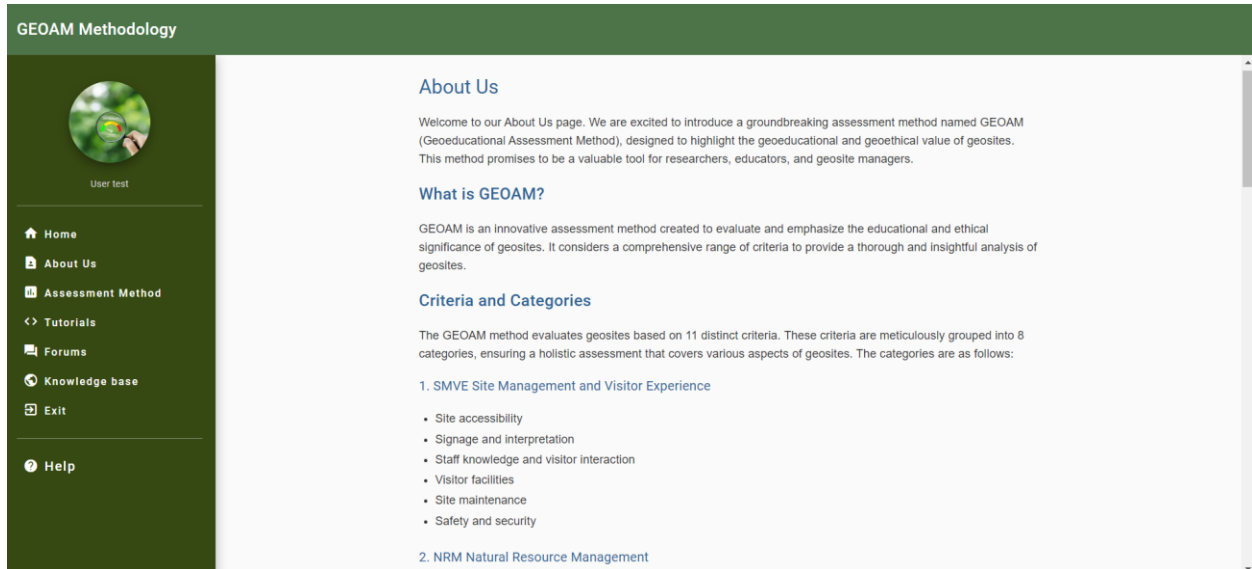 GEOAM Methodology
User test
Home
About Us
Assessment Method
Tutorials
Forums
Knowledge base
Exit
Help
About Us
Welcome to our About Us page. We are excited to introduce a groundbreaking assessment method named GEOAM
(Geoeducational Assessment Method), designed to highlight the geoeducational and geoethical value of geosites.
This method promises to be a valuable tool for researchers, educators, and geosite managers.
What is GEOAM?
GEOAM is an innovative assessment method created to evaluate and emphasize the educational and ethical
significance of geosites. It considers a comprehensive range of criteria to provide a thorough and insightful analysis of
geosites.
Criteria and Categories
The GEOAM method evaluates geosites based on 11 distinct criteria. These criteria are meticulously grouped into 8
categories, ensuring a holistic assessment that covers various aspects of geosites. The categories are as follows:
1. SMVE Site Management and Visitor Experience
• Site accessibility
• Signage and interpretation
• Staff knowledge and visitor interaction
• Visitor facilities
• Site maintenance
• Safety and security
2. NRM Natural Resource Management